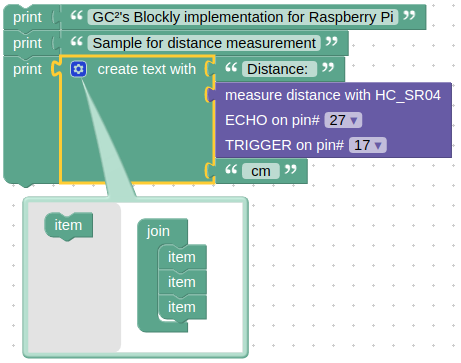 print “ GC²'s Blockly implementation for Raspberry Pi ”
print “ Sample for distance measurement ”
print create text with “ Distance: ”
measure distance with HC_SR04
ECHO on pin# 27 ▾
TRIGGER on pin# 17 ▾
“ cm ”
item
join
item
item
item